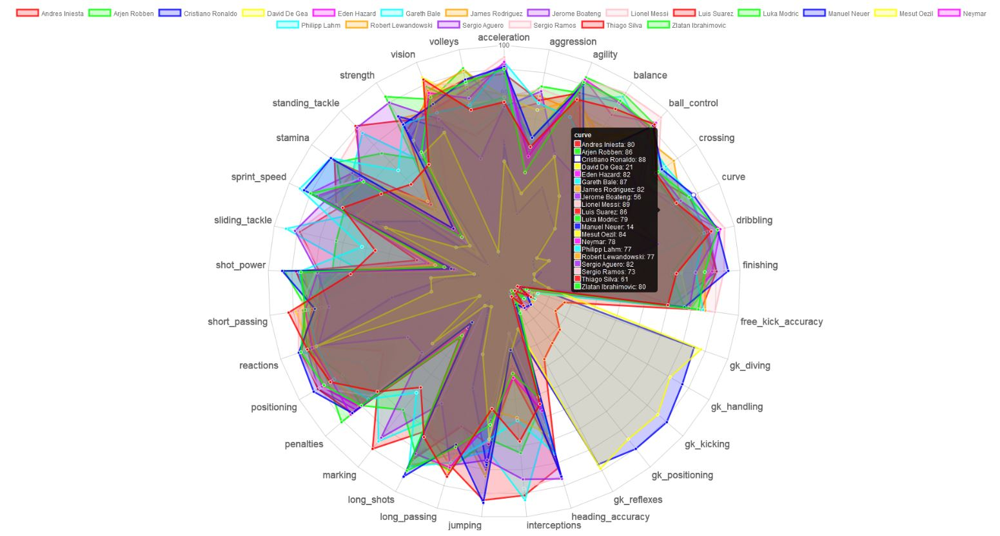 Andres Iniesta Arjen Robben Cristiano Ronaldo David De Gea Eden Hazard Gareth Bale James Rodriguez Jerome Boateng Lionel Messi Luis Suarez Luka Modric Manuel Neuer Mesut Oezil Neymar
Philipp Lahm Robert Lewandowski Sergio Aguero Sergio Ramos Thiago Silva Zlatan Ibrahimovic
acceleration
aggression
agility
balance
ball_control
crossing
curve
dribbling
finishing
free_kick_accuracy
gk_diving
gk_handling
gk_kicking
gk_positioning
gk_reflexes
heading_accuracy
interceptions
jumping
long_passing
long_shots
marking
penalties
positioning
reactions
short_passing
shot_power
sliding_tackle
sprint_speed
stamina
standing_tackle
strength
vision
volleys
100
curve
Andres Iniesta: 80
Arjen Robben: 86
Cristiano Ronaldo: 88
David De Gea: 21
Eden Hazard: 82
Gareth Bale: 87
James Rodriguez: 82
Jerome Boateng: 56
Lionel Messi: 89
Luis Suarez: 86
Luka Modric: 79
Manuel Neuer: 14
Mesut Oezil: 84
Neymar: 78
Philipp Lahm: 77
Robert Lewandowski: 77
Sergio Aguero: 82
Sergio Ramos: 73
Thiago Silva: 61
Zlatan Ibrahimovic: 80